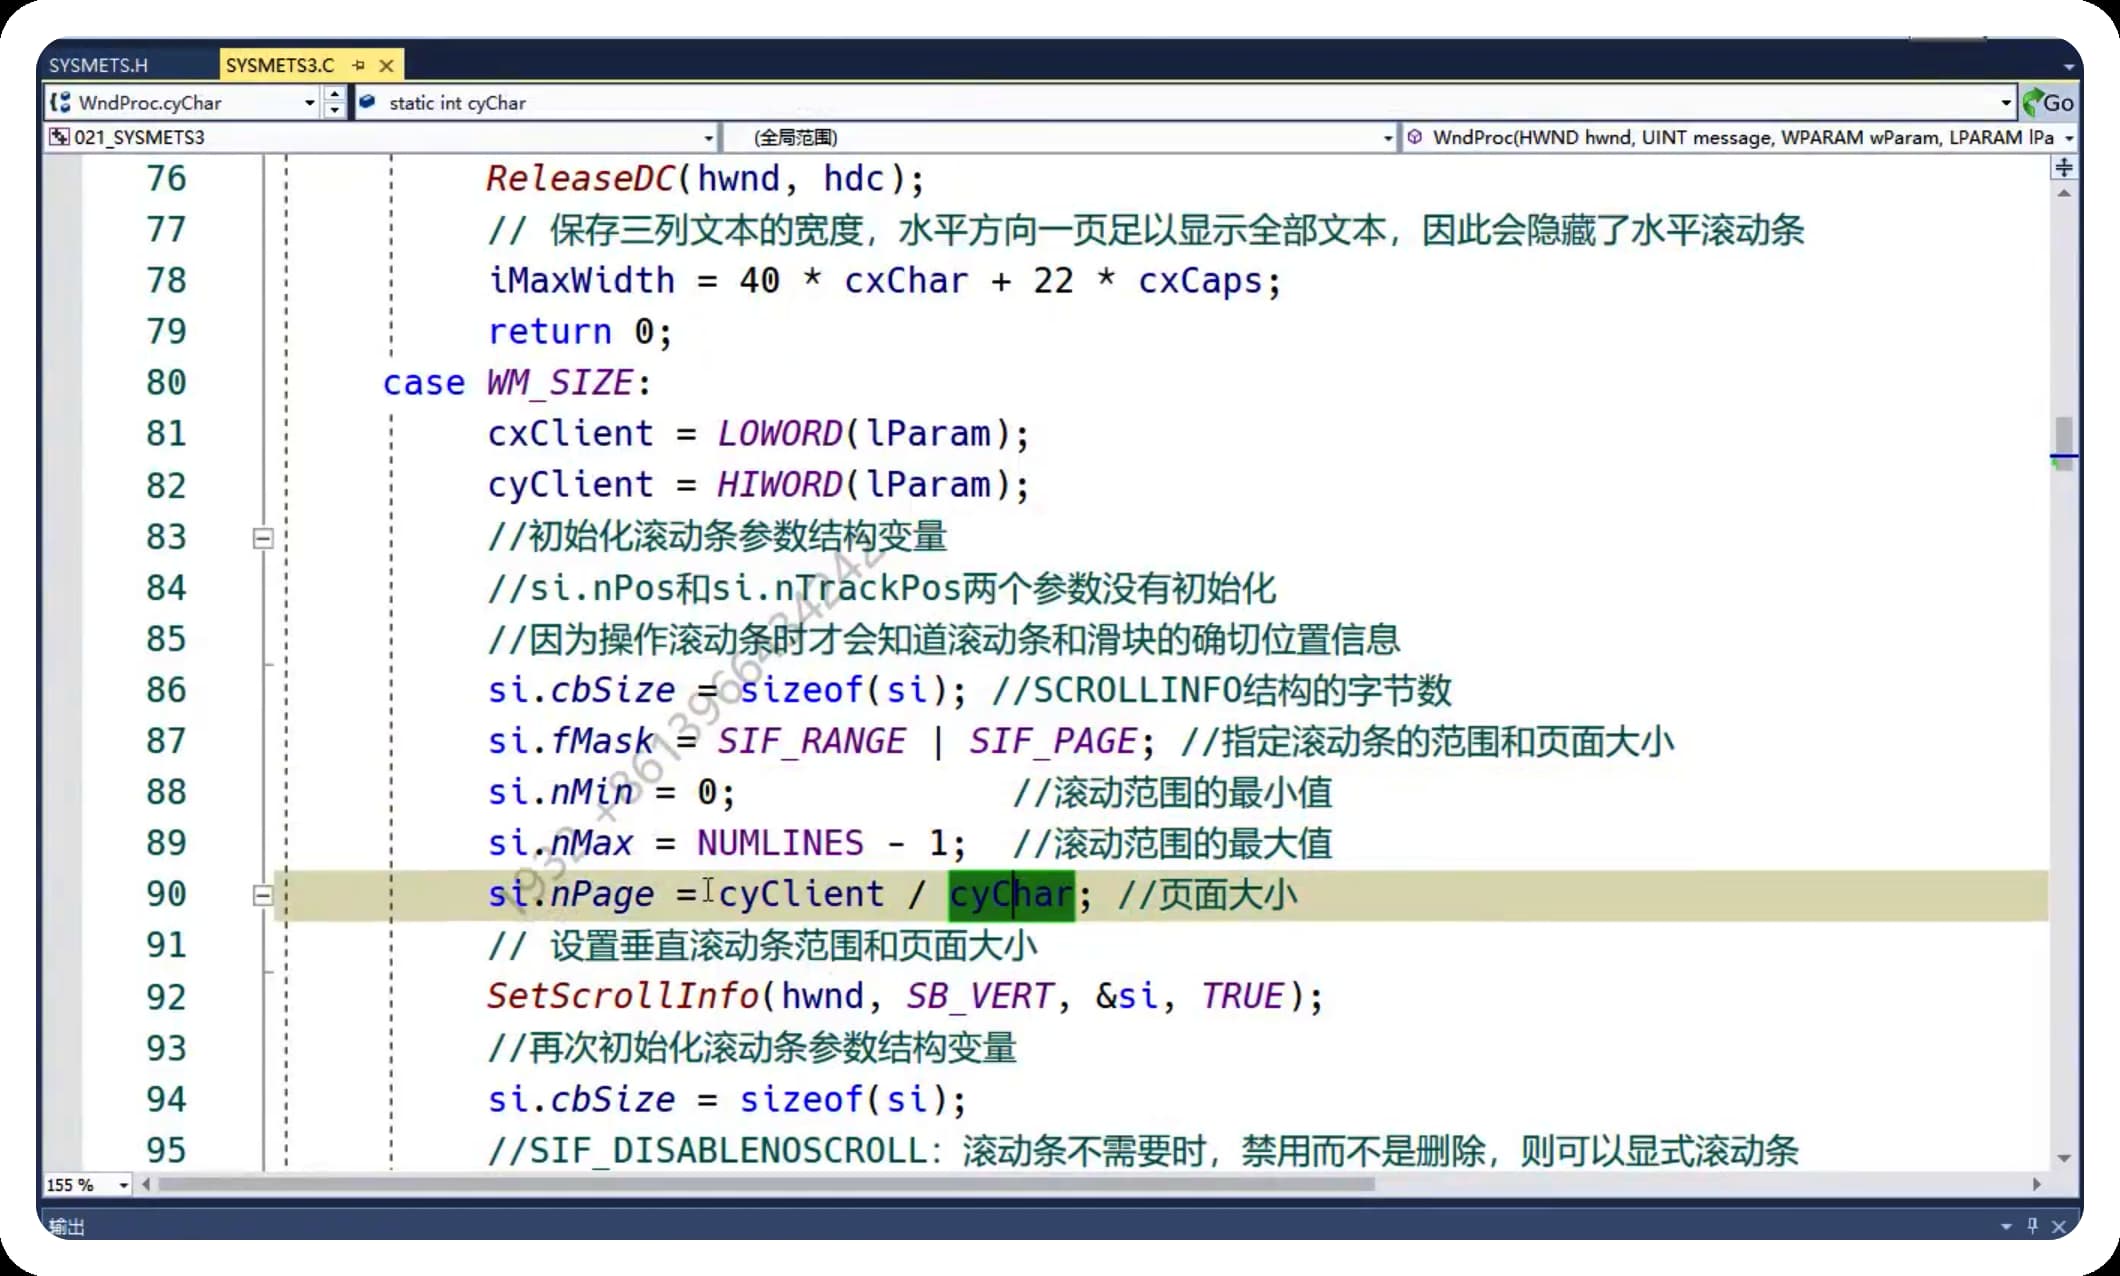 SYSMETS.H SYSMETS3.C
WndProc.cyChar static int cyChar Go
021_SYSMETS3 (全局范围) WndProc(HWND hwnd, UINT message, WPARAM wParam, LPARAM lPa
76 ReleaseDC(hwnd, hdc);
77 // 保存三列文本的宽度，水平方向一页足以显示全部文本，因此会隐藏了水平滚动条
78 iMaxWidth = 40 * cxChar + 22 * cxCaps;
79 return 0;
80 case WM_SIZE:
81 cxClient = LOWORD(lParam);
82 cyClient = HIWORD(lParam);
83 //初始化滚动条参数结构变量
84 //si.nPos和si.nTrackPos两个参数没有初始化
85 //因为操作滚动条时才会知道滚动条和滑块的确切位置信息
86 si.cbSize = sizeof(si); //SCROLLINFO结构的字节数
87 si.fMask = SIF_RANGE | SIF_PAGE; //指定滚动条的范围和页面大小
88 si.nMin = 0; //滚动范围的最小值
89 si.nMax = NUMLINES - 1; //滚动范围的最大值
90 si.nPage = cyClient / cyChar; //页面大小
91 // 设置垂直滚动条范围和页面大小
92 SetScrollInfo(hwnd, SB_VERT, &si, TRUE);
93 //再次初始化滚动条参数结构变量
94 si.cbSize = sizeof(si);
95 //SIF_DISABLENOSCROLL：滚动条不需要时，禁用而不是删除，则可以显式滚动条
155 %
输出